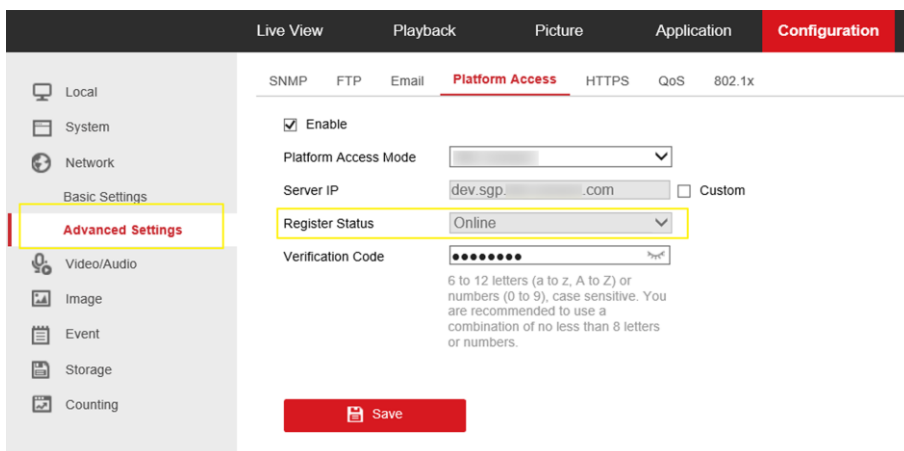 Live View Playback Picture Application Configuration
SNMP FTP Email Platform Access HTTPS QoS 802.1x
Local
System
Network
Basic Settings
Advanced Settings
Video/Audio
Image
Event
Storage
Counting
Enable
Platform Access Mode
Server IP dev.sgp. .com Custom
Register Status Online
Verification Code ●●●●●●●●
6 to 12 letters (a to z, A to Z) or
numbers (0 to 9), case sensitive. You
are recommended to use a
combination of no less than 8 letters
or numbers.
Save